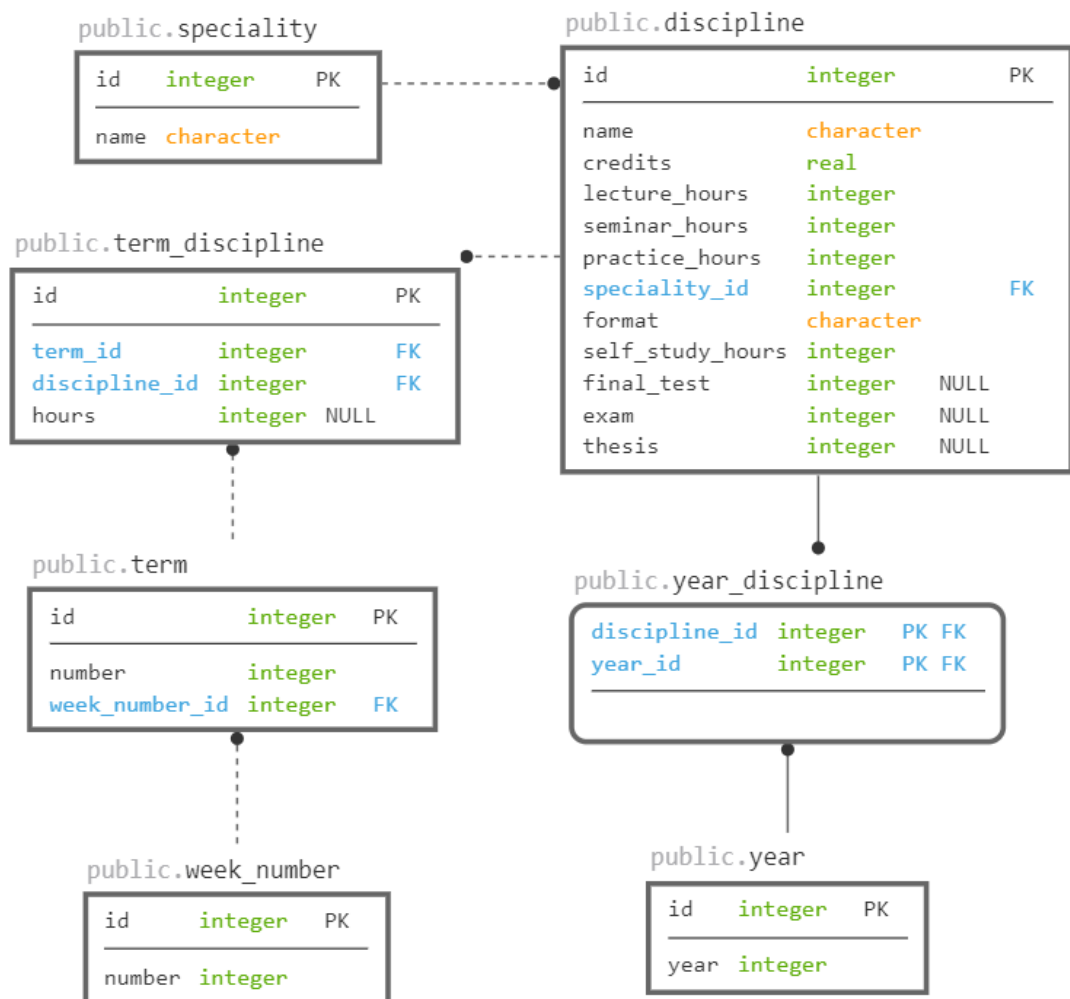 public.speciality
id integer PK
name character
public.discipline
id integer PK
name character
credits real
lecture_hours integer
seminar_hours integer
practice_hours integer
speciality_id integer FK
format character
self_study_hours integer
final_test integer NULL
exam integer NULL
thesis integer NULL
public.term_discipline
id integer PK
term_id integer FK
discipline_id integer FK
hours integer NULL
public.term
id integer PK
number integer
week_number_id integer FK
public.year_discipline
discipline_id integer PK FK
year_id integer PK FK
public.week_number
id integer PK
number integer
public.year
id integer PK
year integer